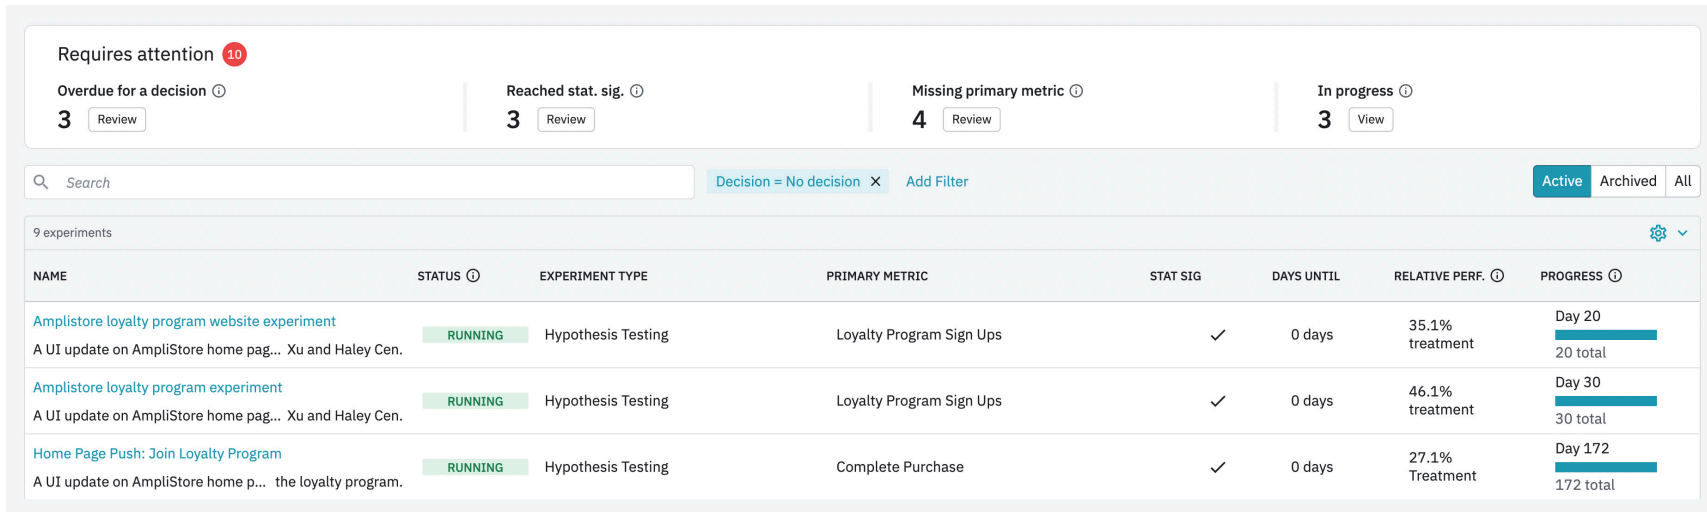 Requires attention 10
Overdue for a decision
3 Review
Reached stat. sig.
3 Review
Missing primary metric
4 Review
In progress
3 View
Search
Decision = No decision ×
Add Filter
Active Archived All
9 experiments
NAME STATUS EXPERIMENT TYPE PRIMARY METRIC STAT SIG DAYS UNTIL RELATIVE PERF. PROGRESS
Amplistore loyalty program website experiment
A UI update on AmpliStore home pag... Xu and Haley Cen.
RUNNING
Hypothesis Testing
Loyalty Program Sign Ups
✓
0 days
35.1%
treatment
Day 20
20 total
Amplistore loyalty program experiment
A UI update on AmpliStore home pag... Xu and Haley Cen.
RUNNING
Hypothesis Testing
Loyalty Program Sign Ups
✓
0 days
46.1%
treatment
Day 30
30 total
Home Page Push: Join Loyalty Program
A UI update on AmpliStore home p... the loyalty program.
RUNNING
Hypothesis Testing
Complete Purchase
✓
0 days
27.1%
Treatment
Day 172
172 total